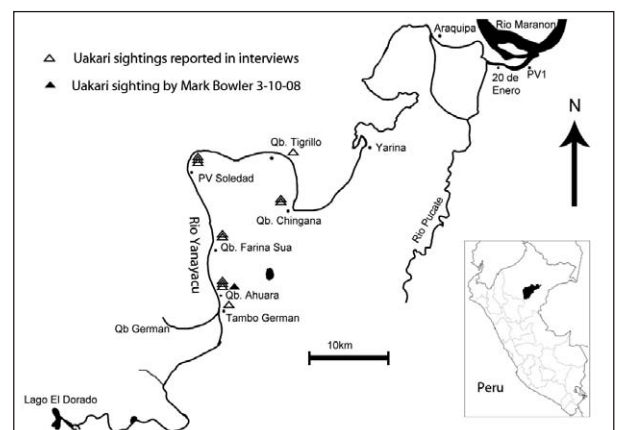 Rio Maranon
Araquipa
Uakari sightings reported in interviews
Uakari sighting by Mark Bowler 3-10-08
20 de
Enero
PV1
N
Qb. Tigrillo
Yarina
PV Soledad
Qb. Chingana
Rio Pucate
Rio Yanayacu
Qb. Farina Sua
Qb. Ahuara
Tambo German
Qb German
10km
Peru
Lago El Dorado